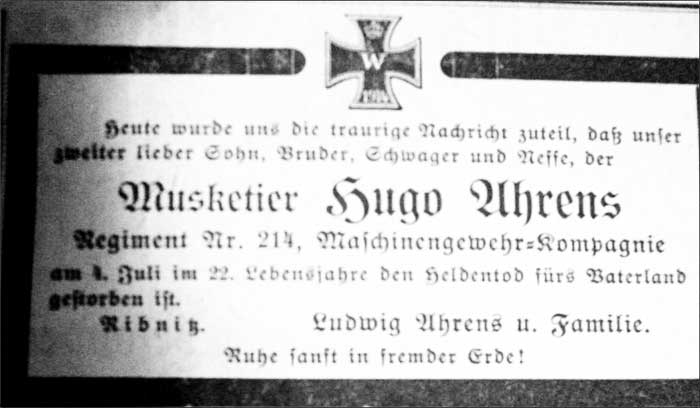 W
1914
Heute wurde uns die traurige Nachricht zuteil, daß unser
zweiter lieber Sohn, Bruder, Schwager und Neffe, der
Musketier Hugo Ahrens
Regiment Nr. 214, Maschinengewehr=Kompagnie
am 4. Juli im 22. Lebensjahre den Heldentod fürs Vaterland
gestorben ist.
Ribnitz. Ludwig Ahrens u. Familie.
Ruhe sanft in fremder Erde!